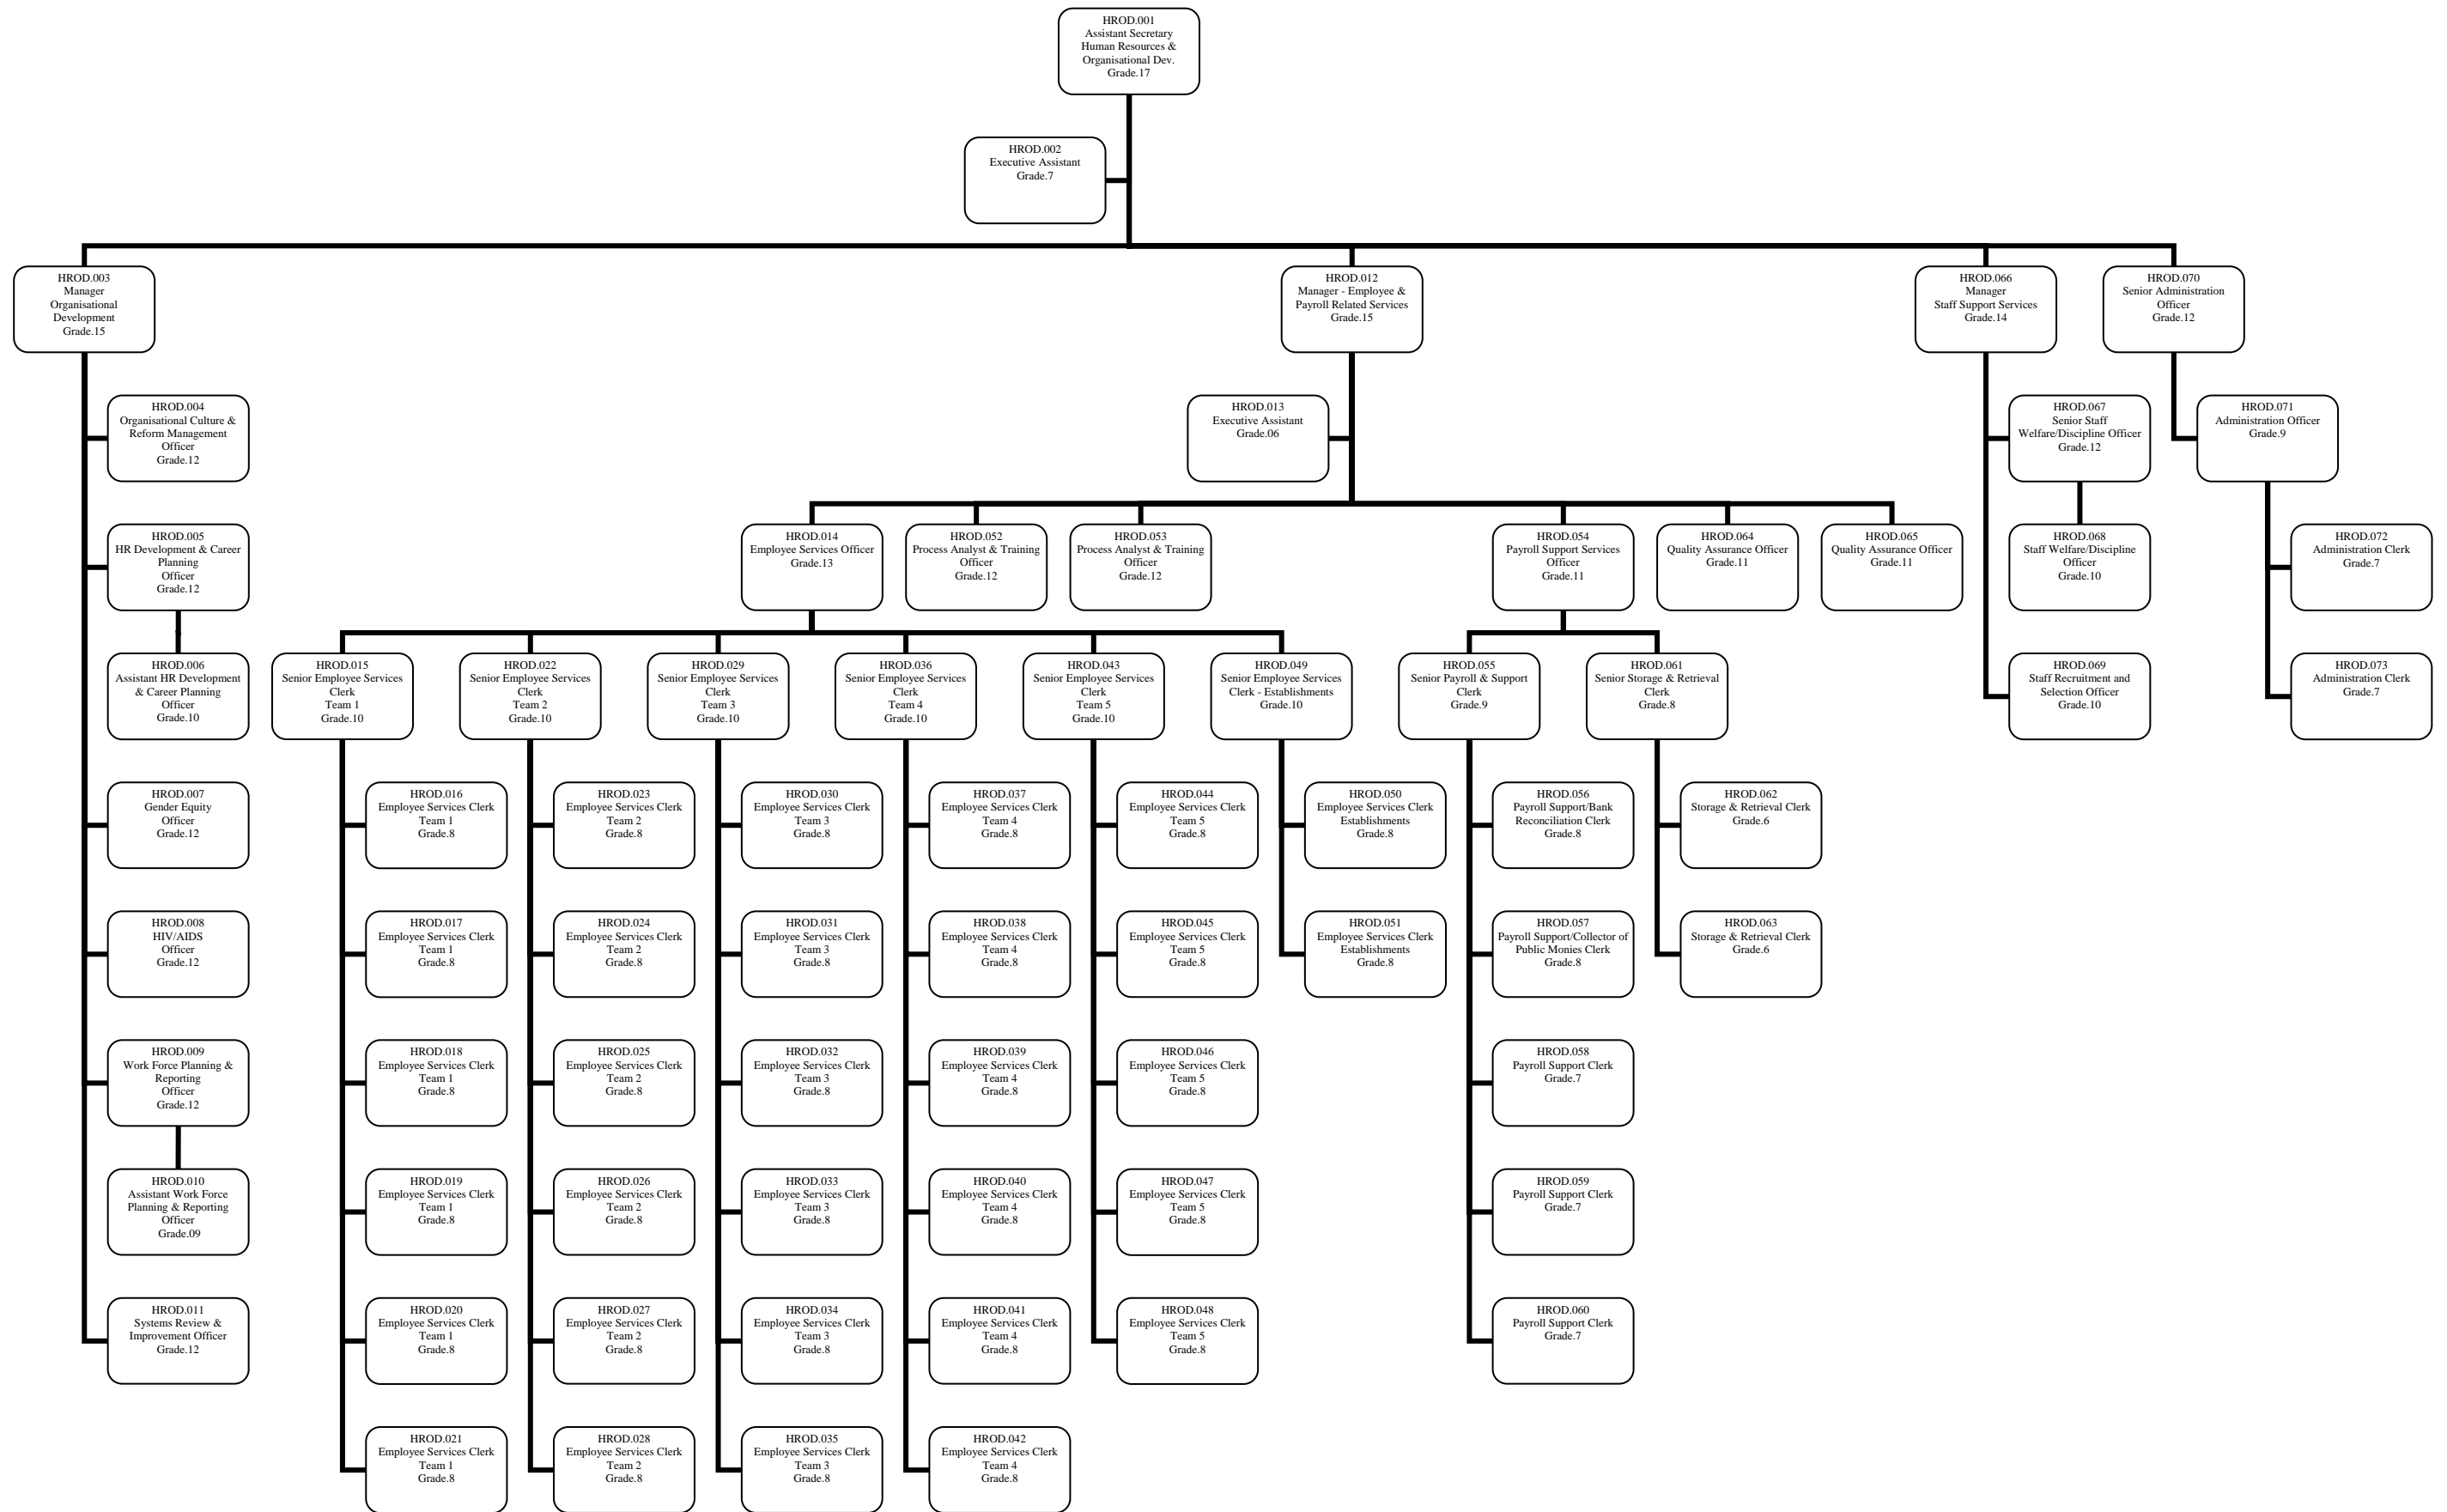 HROD.001
Assistant Secretary
Human Resources &
Organisational Dev.
Grade.17
HROD.002
Executive Assistant
Grade.7
HROD.003
Manager
Organisational
Development
Grade.15
HROD.012
Manager - Employee &
Payroll Related Services
Grade.15
HROD.066
Manager
Staff Support Services
Grade.14
HROD.070
Senior Administration
Officer
Grade.12
HROD.004
Organisational Culture &
Reform Management
Officer
Grade.12
HROD.013
Executive Assistant
Grade.06
HROD.067
Senior Staff
Welfare/Discipline Officer
Grade.12
HROD.071
Administration Officer
Grade.9
HROD.005
HR Development & Career
Planning
Officer
Grade.12
HROD.014
Employee Services Officer
Grade.13
HROD.052
Process Analyst & Training
Officer
Grade.12
HROD.053
Process Analyst & Training
Officer
Grade.12
HROD.054
Payroll Support Services
Officer
Grade.11
HROD.064
Quality Assurance Officer
Grade.11
HROD.065
Quality Assurance Officer
Grade.11
HROD.068
Staff Welfare/Discipline
Officer
Grade.10
HROD.072
Administration Clerk
Grade.7
HROD.006
Assistant HR Development
& Career Planning
Officer
Grade.10
HROD.015
Senior Employee Services
Clerk
Team 1
Grade.10
HROD.022
Senior Employee Services
Clerk
Team 2
Grade.10
HROD.029
Senior Employee Services
Clerk
Team 3
Grade.10
HROD.036
Senior Employee Services
Clerk
Team 4
Grade.10
HROD.043
Senior Employee Services
Clerk
Team 5
Grade.10
HROD.049
Senior Employee Services
Clerk - Establishments
Grade.10
HROD.055
Senior Payroll & Support
Clerk
Grade.9
HROD.061
Senior Storage & Retrieval
Clerk
Grade.8
HROD.069
Staff Recruitment and
Selection Officer
Grade.10
HROD.073
Administration Clerk
Grade.7
HROD.007
Gender Equity
Officer
Grade.12
HROD.016
Employee Services Clerk
Team 1
Grade.8
HROD.023
Employee Services Clerk
Team 2
Grade.8
HROD.030
Employee Services Clerk
Team 3
Grade.8
HROD.037
Employee Services Clerk
Team 4
Grade.8
HROD.044
Employee Services Clerk
Team 5
Grade.8
HROD.050
Employee Services Clerk
Establishments
Grade.8
HROD.056
Payroll Support/Bank
Reconciliation Clerk
Grade.8
HROD.062
Storage & Retrieval Clerk
Grade.6
HROD.008
HIV/AIDS
Officer
Grade.12
HROD.017
Employee Services Clerk
Team 1
Grade.8
HROD.024
Employee Services Clerk
Team 2
Grade.8
HROD.031
Employee Services Clerk
Team 3
Grade.8
HROD.038
Employee Services Clerk
Team 4
Grade.8
HROD.045
Employee Services Clerk
Team 5
Grade.8
HROD.051
Employee Services Clerk
Establishments
Grade.8
HROD.057
Payroll Support/Collector of
Public Monies Clerk
Grade.8
HROD.063
Storage & Retrieval Clerk
Grade.6
HROD.009
Work Force Planning &
Reporting
Officer
Grade.12
HROD.018
Employee Services Clerk
Team 1
Grade.8
HROD.025
Employee Services Clerk
Team 2
Grade.8
HROD.032
Employee Services Clerk
Team 3
Grade.8
HROD.039
Employee Services Clerk
Team 4
Grade.8
HROD.046
Employee Services Clerk
Team 5
Grade.8
HROD.058
Payroll Support Clerk
Grade.7
HROD.010
Assistant Work Force
Planning & Reporting
Officer
Grade.09
HROD.019
Employee Services Clerk
Team 1
Grade.8
HROD.026
Employee Services Clerk
Team 2
Grade.8
HROD.033
Employee Services Clerk
Team 3
Grade.8
HROD.040
Employee Services Clerk
Team 4
Grade.8
HROD.047
Employee Services Clerk
Team 5
Grade.8
HROD.059
Payroll Support Clerk
Grade.7
HROD.011
Systems Review &
Improvement Officer
Grade.12
HROD.020
Employee Services Clerk
Team 1
Grade.8
HROD.027
Employee Services Clerk
Team 2
Grade.8
HROD.034
Employee Services Clerk
Team 3
Grade.8
HROD.041
Employee Services Clerk
Team 4
Grade.8
HROD.048
Employee Services Clerk
Team 5
Grade.8
HROD.060
Payroll Support Clerk
Grade.7
HROD.021
Employee Services Clerk
Team 1
Grade.8
HROD.028
Employee Services Clerk
Team 2
Grade.8
HROD.035
Employee Services Clerk
Team 3
Grade.8
HROD.042
Employee Services Clerk
Team 4
Grade.8